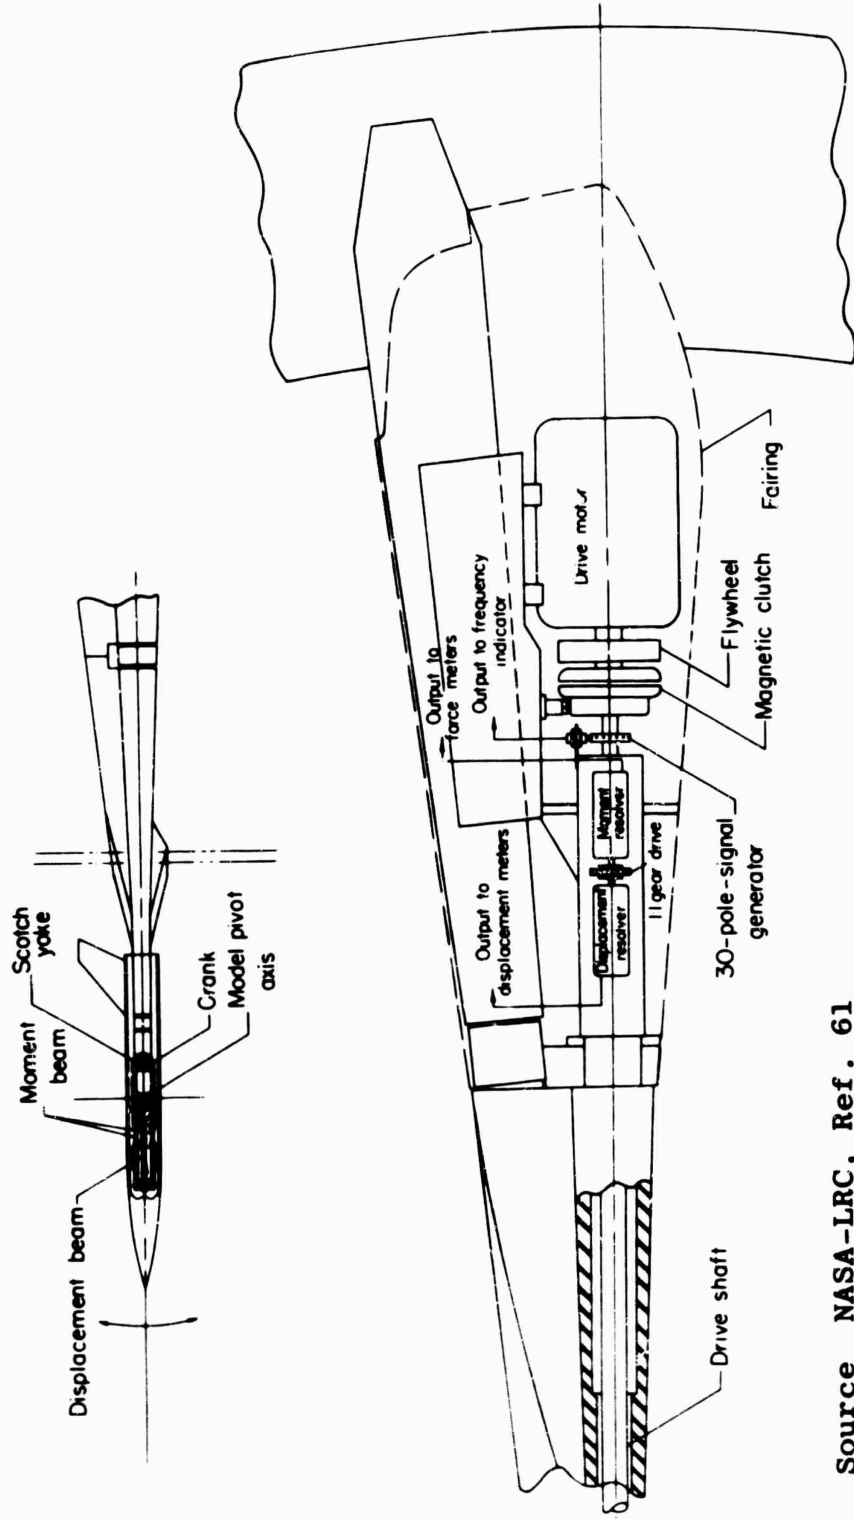 Displacement beam
Moment
beam
Scotch
yoke
Crank
Model pivot
axis
Output to
displacement meters
Output to
force meters
Output to frequency
indicator
Drive motor
Displacement
resolver
Moment
resolver
11 gear drive
30-pole-signal
generator
Magnetic clutch
Flywheel
Fairing
Drive shaft
Source NASA-LRC, Ref. 61